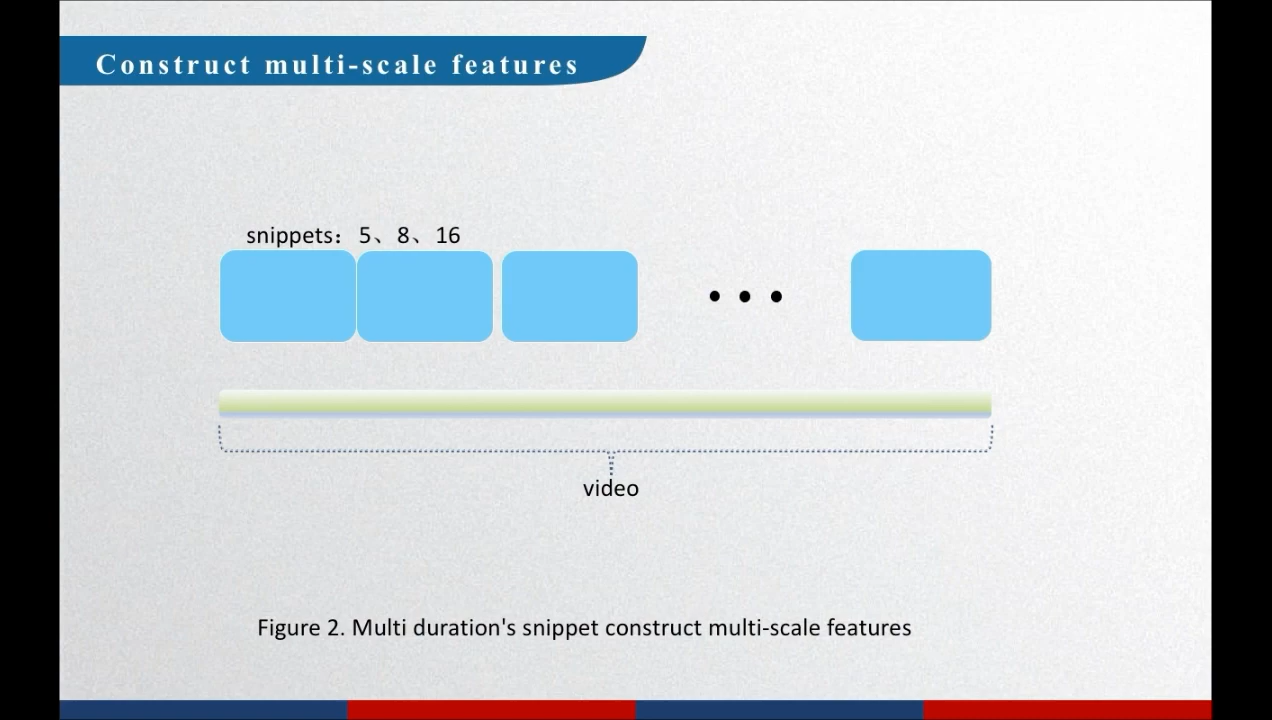 Construct multi-scale features
snippets：5、8、16
video
Figure 2. Multi duration's snippet construct multi-scale features